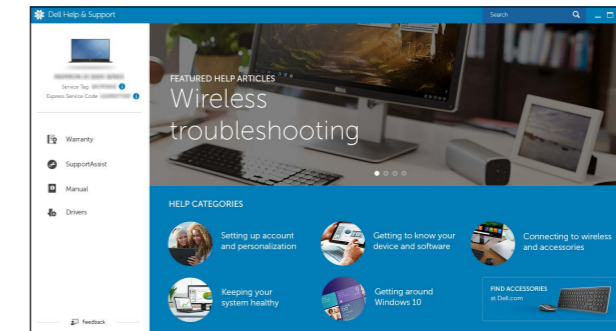 Dell Help & Support
Search
Service Tag:
Express Service Code:
Warranty
SupportAssist
Manual
Drivers
Feedback
FEATURED HELP ARTICLES
Wireless
troubleshooting
HELP CATEGORIES
Setting up account
and personalization
Getting to know your
device and software
Connecting to wireless
and accessories
Keeping your
system healthy
Getting around
Windows 10
FIND ACCESSORIES
at Dell.com